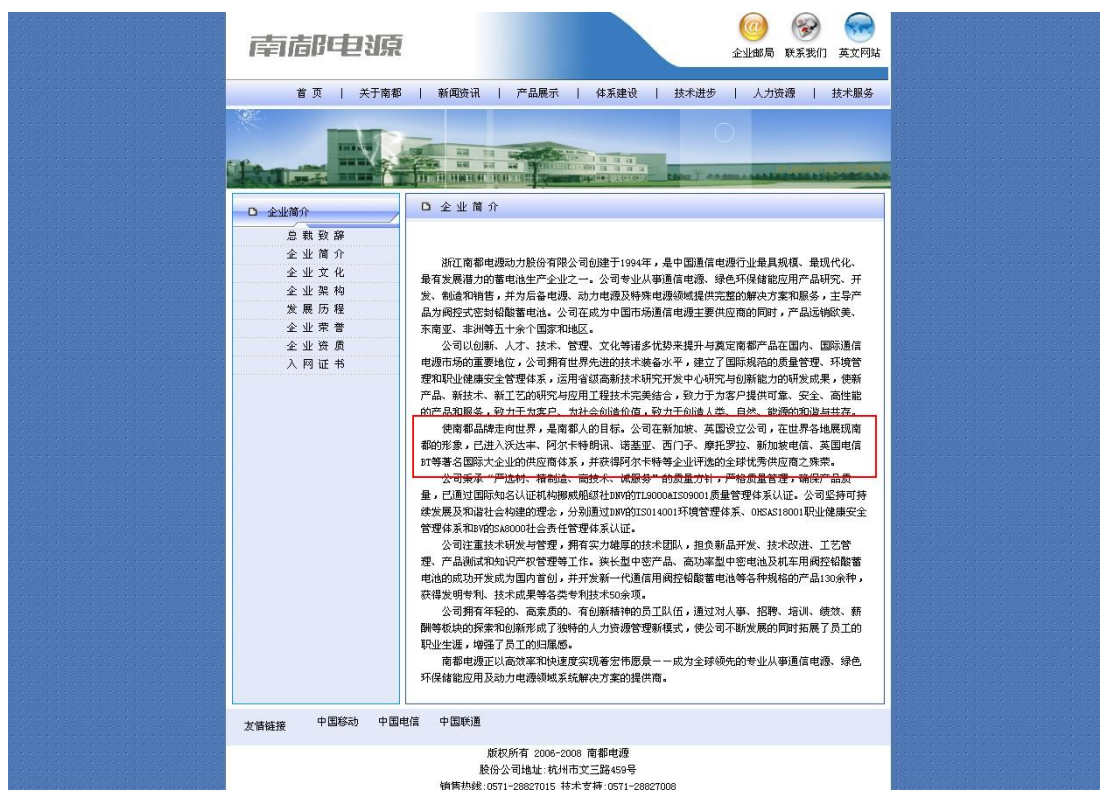 南都电源
企业邮局 联系我们 英文网站
首 页 | 关于南都 | 新闻资讯 | 产品展示 | 体系建设 | 技术进步 | 人力资源 | 技术服务
企业简介
总 裁 致 辞
企 业 简 介
企 业 文 化
企 业 架 构
发 展 历 程
企 业 荣 誉
企 业 资 质
入 网 证 书
企 业 简 介
浙江南都电源动力股份有限公司创建于1994年，是中国通信电源行业最具规模、最现代化、
最有发展潜力的蓄电池生产企业之一。公司专业从事通信电源、绿色环保储能应用产品研究、开
发、制造和销售，并为后备电源、动力电源及特殊电源领域提供完整的解决方案和服务，主导产
品为阀控式密封铅酸蓄电池。公司在成为中国市场通信电源主要供应商的同时，产品远销欧美、
东南亚、非洲等五十余个国家和地区。
公司以创新、人才、技术、管理、文化等诸多优势来提升与奠定南都产品在国内、国际通信
电源市场的重要地位，公司拥有世界先进的技术装备水平，建立了国际规范的质量管理、环境管
理和职业健康安全管理体系，运用省级高新技术研究开发中心研究与创新能力的研发成果，使新
产品、新技术、新工艺的研究与应用工程技术完美结合，致力于为客户提供可靠、安全、高性能
的产品和服务，致力于为客户、为社会创造价值，致力于创造人类、自然、能源的和谐与共存。
使南都品牌走向世界，是南都人的目标。公司在新加坡、英国设立公司，在世界各地展现南
都的形象，已进入沃达丰、阿尔卡特朗讯、诺基亚、西门子、摩托罗拉、新加坡电信、英国电信
BT等著名国际大企业的供应商体系，并获得阿尔卡特等企业评选的全球优秀供应商之殊荣。
公司秉承“严选材、精制造、高技术、诚服务”的质量方针，严格质量管理，确保产品质
量，已通过国际知名认证机构挪威船级社DNV的TL9000&ISO9001质量管理体系认证。公司坚持可持
续发展及和谐社会构建的理念，分别通过DNV的ISO14001环境管理体系、OHSAS18001职业健康安全
管理体系和BV的SA8000社会责任管理体系认证。
公司注重技术研发与管理，拥有实力雄厚的技术团队，担负新品开发、技术改进、工艺管
理、产品测试和知识产权管理等工作。狭长型中密产品、高功率型中密电池及机车用阀控铅酸蓄
电池的成功开发成为国内首创，并开发新一代通信用阀控铅酸蓄电池等各种规格的产品130余种，
获得发明专利、技术成果等各类专利技术50余项。
公司拥有年轻的、高素质的、有创新精神的员工队伍，通过对人事、招聘、培训、绩效、薪
酬等板块的探索和创新形成了独特的人力资源管理新模式，使公司不断发展的同时拓展了员工的
职业生涯，增强了员工的归属感。
南都电源正以高效率和快速度实现着宏伟愿景－－成为全球领先的专业从事通信电源、绿色
环保储能应用及动力电源领域系统解决方案的提供商。
友情链接 中国移动 中国电信 中国联通
版权所有 2006-2008 南都电源
股份公司地址:杭州市文三路459号
销售热线:0571-28827015 技术支持:0571-28827008